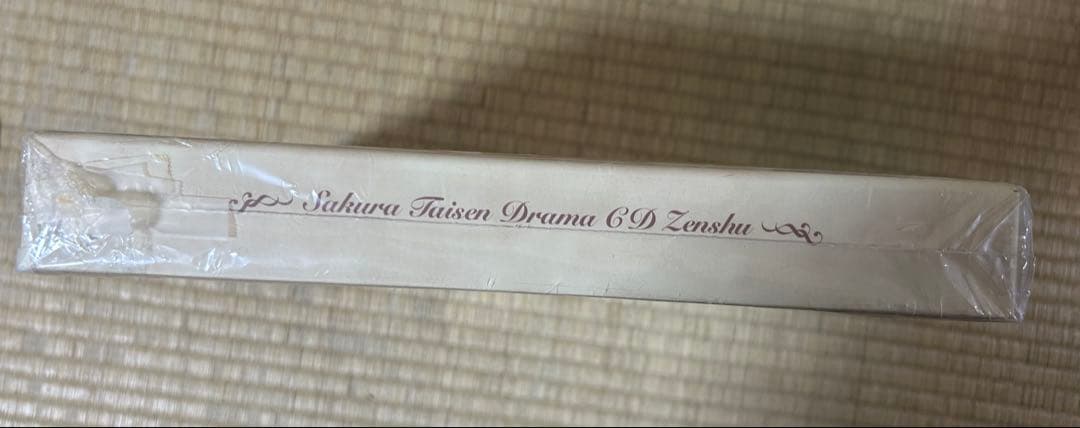 Sakura Taisen Drama CD Zenshu